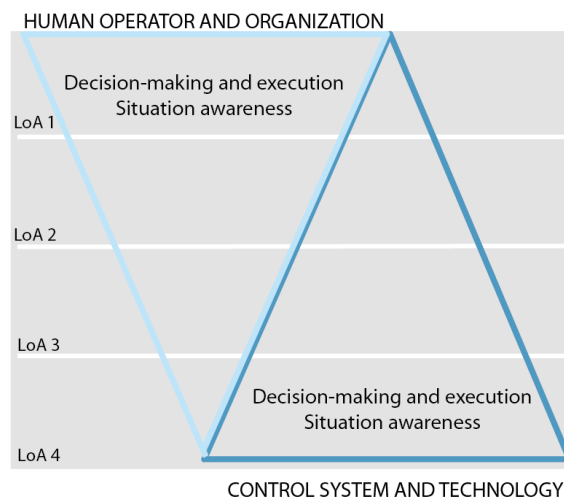 HUMAN OPERATOR AND ORGANIZATION
Decision-making and execution
Situation awareness
LoA 1
LoA 2
LoA 3
Decision-making and execution
Situation awareness
LoA 4
CONTROL SYSTEM AND TECHNOLOGY